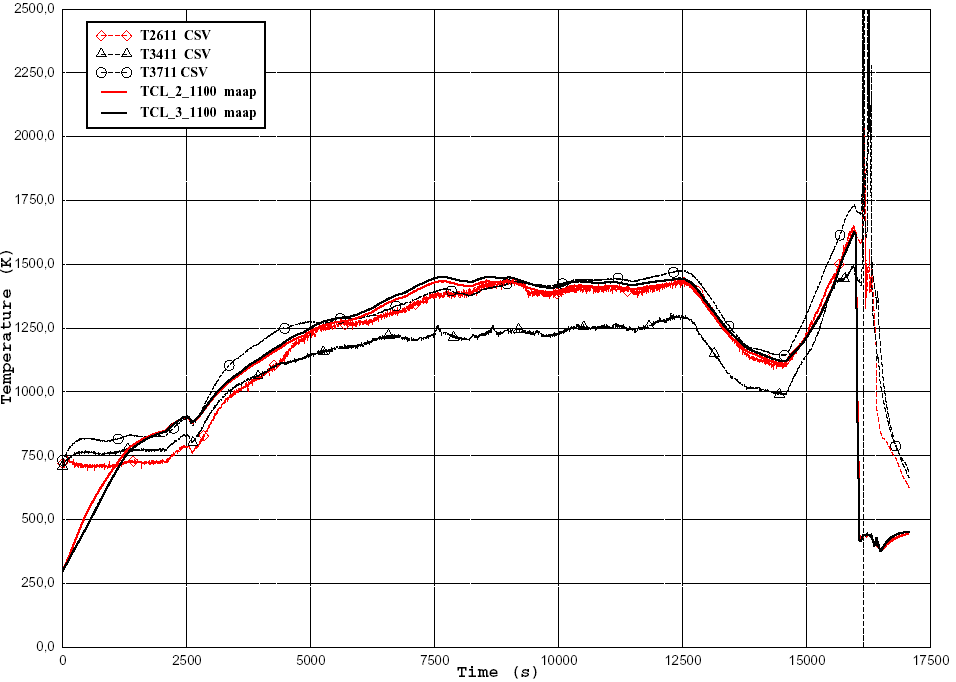 2500,0
2250,0
2000,0
1750,0
1500,0
1250,0
1000,0
750,0
500,0
250,0
0,0
Temperature (K)
T2611 CSV
T3411 CSV
T3711 CSV
TCL_2_1100 maap
TCL_3_1100 maap
0 2500 5000 7500 10000 12500 15000 17500
Time (s)